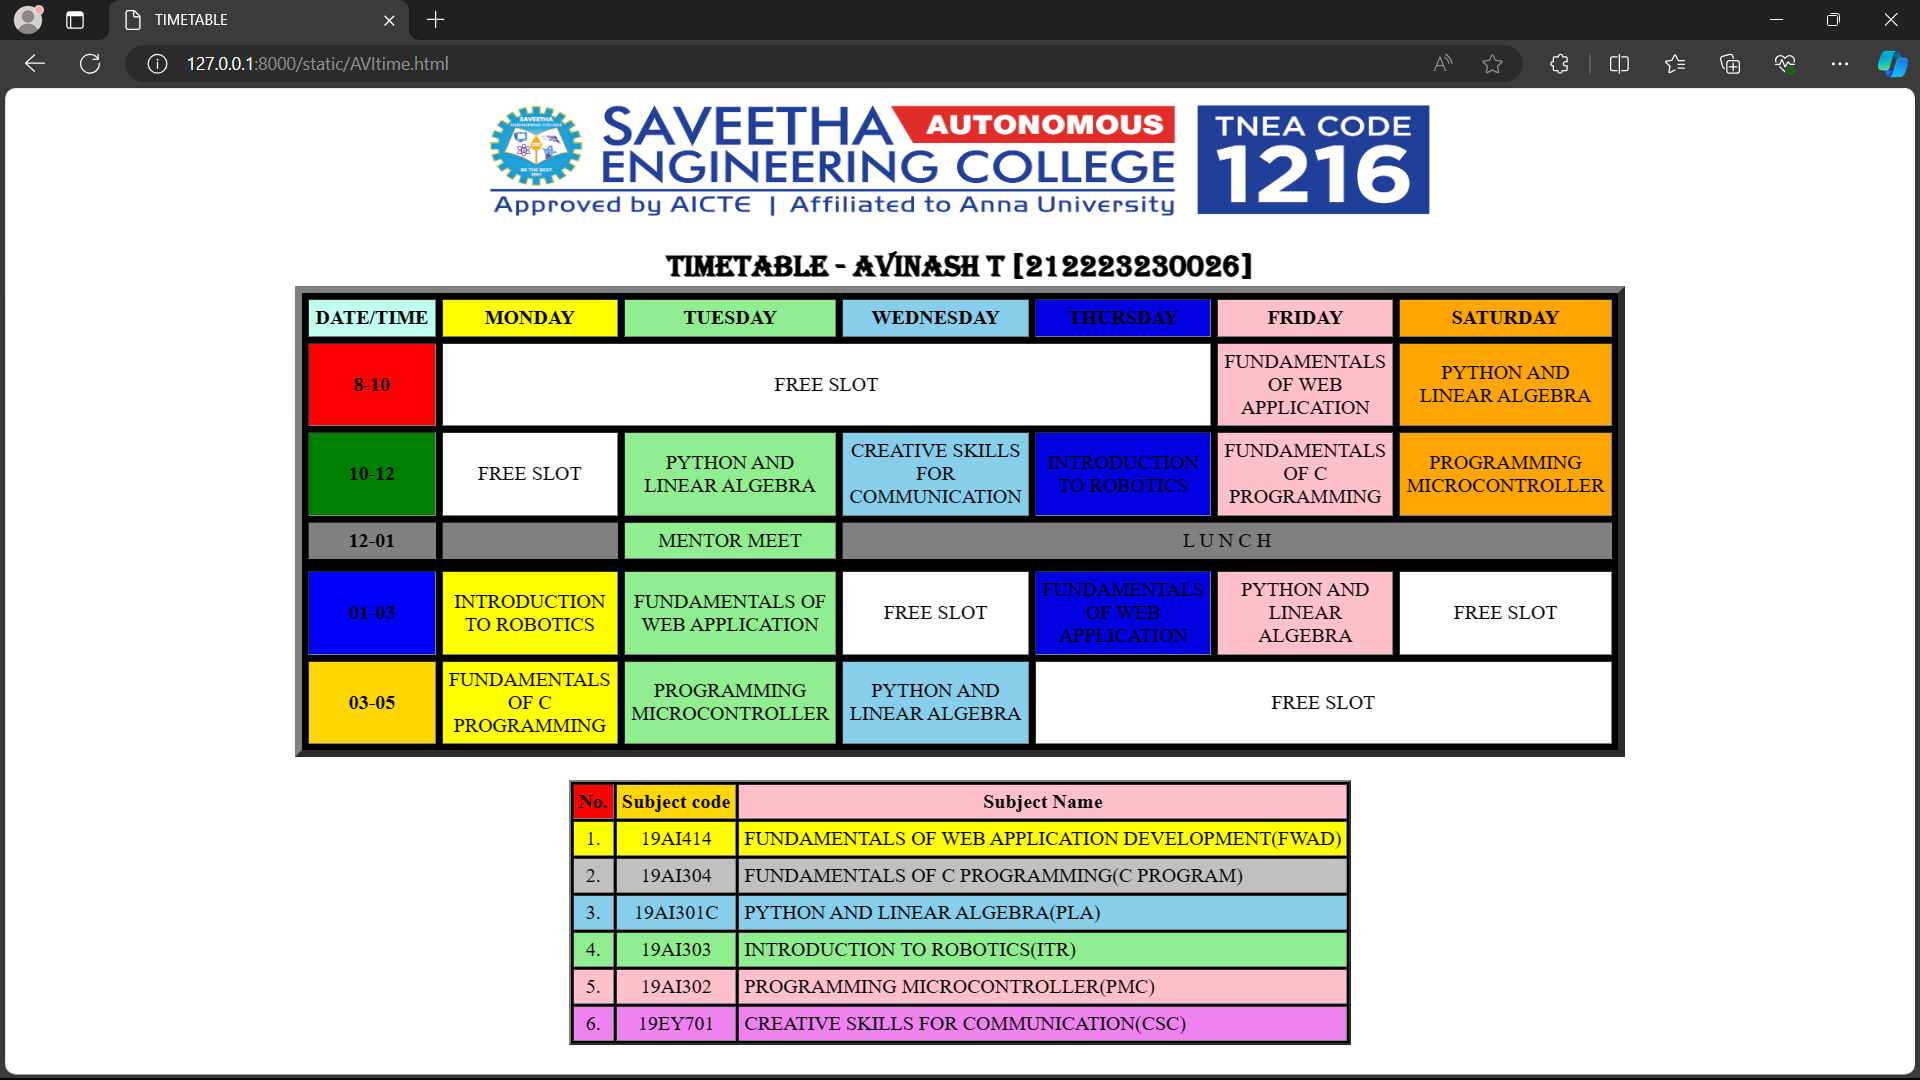 TIMETABLE
127.0.0.1:8000/static/AVItime.html
SAVEETHA
ENGINEERING COLLEGE
BE THE BEST
SAVEETHA AUTONOMOUS
ENGINEERING COLLEGE
Approved by AICTE | Affiliated to Anna University
TNEA CODE
1216
TIMETABLE - AVINASH T [212223230026]
DATE/TIME MONDAY TUESDAY WEDNESDAY THURSDAY FRIDAY SATURDAY
8-10
FREE SLOT
FUNDAMENTALS
OF WEB
APPLICATION
PYTHON AND
LINEAR ALGEBRA
10-12
FREE SLOT
PYTHON AND
LINEAR ALGEBRA
CREATIVE SKILLS
FOR
COMMUNICATION
INTRODUCTION
TO ROBOTICS
FUNDAMENTALS
OF C
PROGRAMMING
PROGRAMMING
MICROCONTROLLER
12-01
MENTOR MEET
L U N C H
01-03
INTRODUCTION
TO ROBOTICS
FUNDAMENTALS OF
WEB APPLICATION
FREE SLOT
FUNDAMENTALS
OF WEB
APPLICATION
PYTHON AND
LINEAR
ALGEBRA
FREE SLOT
03-05
FUNDAMENTALS
OF C
PROGRAMMING
PROGRAMMING
MICROCONTROLLER
PYTHON AND
LINEAR ALGEBRA
FREE SLOT
No. Subject code Subject Name
1. 19AI414 FUNDAMENTALS OF WEB APPLICATION DEVELOPMENT(FWAD)
2. 19AI304 FUNDAMENTALS OF C PROGRAMMING(C PROGRAM)
3. 19AI301C PYTHON AND LINEAR ALGEBRA(PLA)
4. 19AI303 INTRODUCTION TO ROBOTICS(ITR)
5. 19AI302 PROGRAMMING MICROCONTROLLER(PMC)
6. 19EY701 CREATIVE SKILLS FOR COMMUNICATION(CSC)